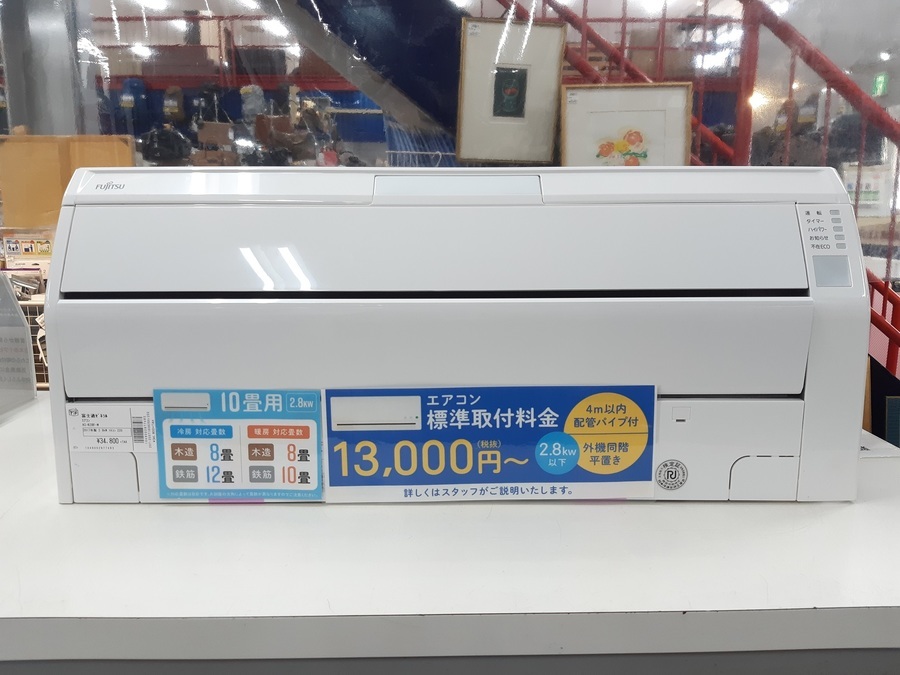 FUJITSU
運転
タイマー
ハイパワー
お知らせ
不在ECO
¥34,800
10畳用 2.8kW
冷房 対応畳数
暖房 対応畳数
木造 8畳
木造 8畳
鉄筋 12畳
鉄筋 10畳
エアコン
標準取付料金
13,000円～
(税抜)
2.8kW
以下
4m以内
配管パイプ付
外機同階
平置き
詳しくはスタッフがご説明いたします。